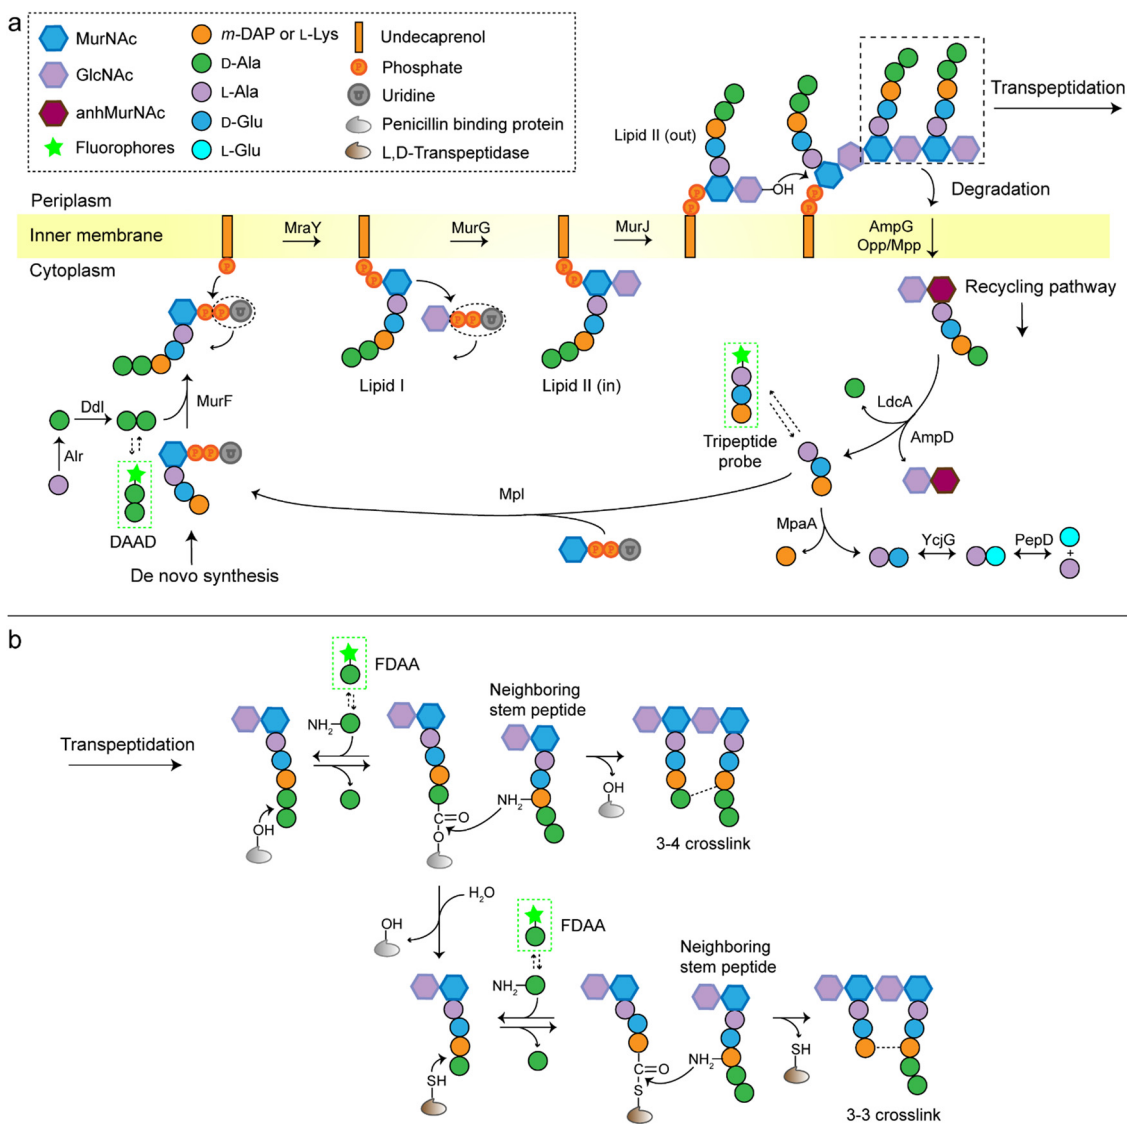 a
MurNAc
GlcNAc
anhMurNAc
Fluorophores
m-DAP or L-Lys
D-Ala
L-Ala
D-Glu
L-Glu
Undecaprenol
P Phosphate
U Uridine
Penicillin binding protein
L,D-Transpeptidase
Lipid II (out)
OH
Transpeptidation
Degradation
Periplasm
Inner membrane
Cytoplasm
MraY
MurG
MurJ
AmpG
Opp/Mpp
P
P
P
P
P
P
P
P P U
P
P
P P U
P
P
Lipid I
Lipid II (in)
Recycling pathway
Ddl
MurF
Alr
P P U
DAAD
De novo synthesis
Tripeptide
probe
LdcA
AmpD
Mpl
P P U
MpaA
YcjG
PepD
+
b
Transpeptidation
FDAA
NH2
OH
Neighboring
stem peptide
NH2
C=O
O
OH
3-4 crosslink
H2O
OH
FDAA
NH2
SH
Neighboring
stem peptide
NH2
C=O
S
SH
3-3 crosslink